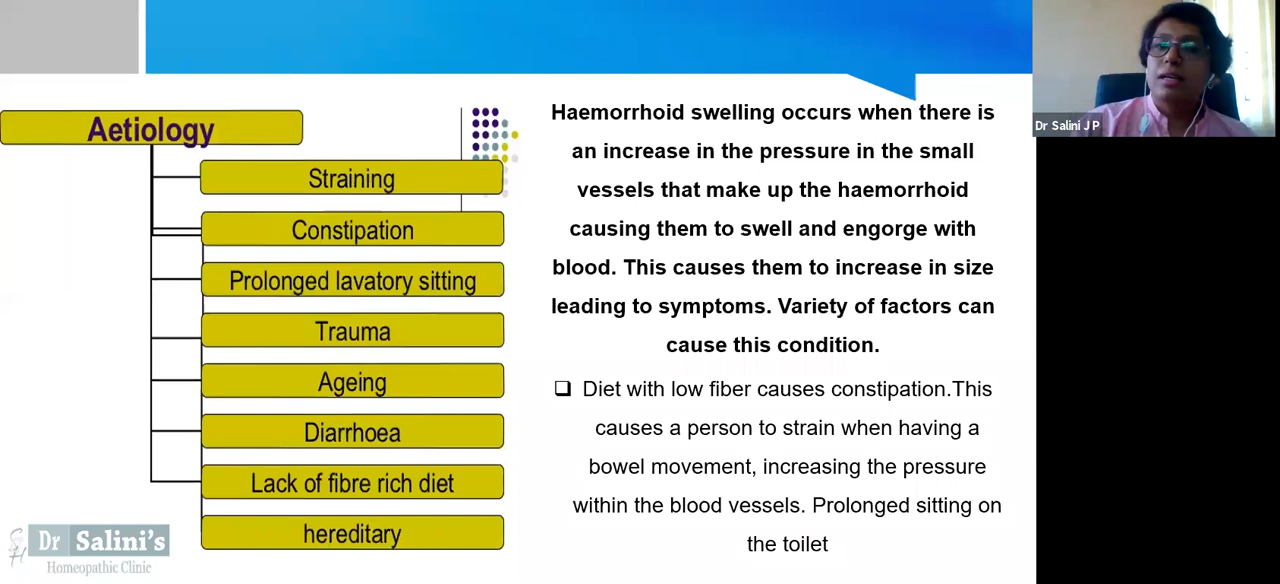 Aetiology
Straining
Constipation
Prolonged lavatory sitting
Trauma
Ageing
Diarrhoea
Lack of fibre rich diet
hereditary
Haemorrhoid swelling occurs when there is
an increase in the pressure in the small
vessels that make up the haemorrhoid
causing them to swell and engorge with
blood. This causes them to increase in size
leading to symptoms. Variety of factors can
cause this condition.
Diet with low fiber causes constipation.This
causes a person to strain when having a
bowel movement, increasing the pressure
within the blood vessels. Prolonged sitting on
the toilet
Dr Salini J P
SH Dr Salini's
Homeopathic Clinic